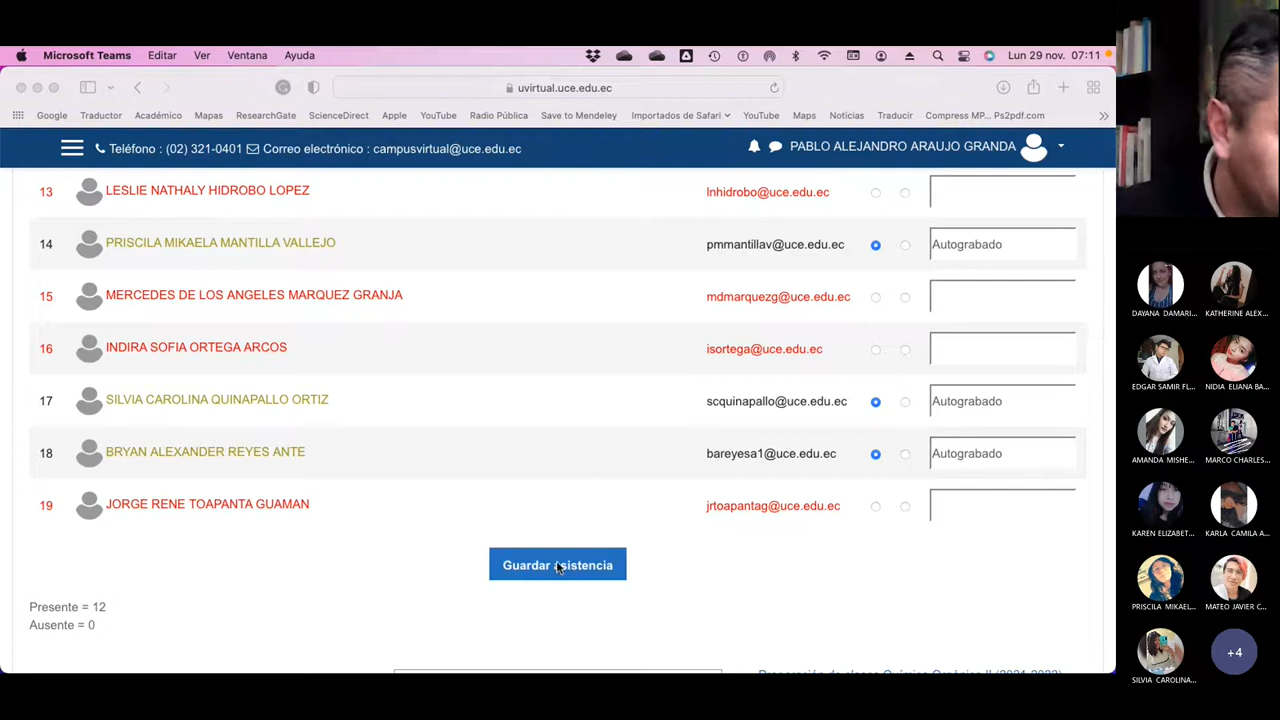 Microsoft Teams Editar Ver Ventana Ayuda Lun 29 nov. 07:11
uvirtual.uce.edu.ec
Google Traductor Académico Mapas ResearchGate ScienceDirect Apple YouTube Radio Pública Save to Mendeley Importados de Safari YouTube Maps Noticias Traducir Compress MP... Ps2pdf.com
Teléfono : (02) 321-0401 Correo electrónico : campusvirtual@uce.edu.ec PABLO ALEJANDRO ARAUJO GRANDA
13 LESLIE NATHALY HIDROBO LOPEZ lnhidrobo@uce.edu.ec
14 PRISCILA MIKAELA MANTILLA VALLEJO pmmantillav@uce.edu.ec Autograbado
15 MERCEDES DE LOS ANGELES MARQUEZ GRANJA mdmarquezg@uce.edu.ec
16 INDIRA SOFIA ORTEGA ARCOS isortega@uce.edu.ec
17 SILVIA CAROLINA QUINAPALLO ORTIZ scquinapallo@uce.edu.ec Autograbado
18 BRYAN ALEXANDER REYES ANTE bareyesa1@uce.edu.ec Autograbado
19 JORGE RENE TOAPANTA GUAMAN jrtoapantag@uce.edu.ec
Guardar asistencia
Presente = 12
Ausente = 0
Preparación de clases Química Orgánica II (2021-2022)
DAYANA DAMARI... KATHERINE ALEX...
EDGAR SAMIR FL... NIDIA ELIANA BA...
AMANDA MISHE... MARCO CHARLES...
KAREN ELIZABET... KARLA CAMILA A...
PRISCILA MIKAEL... MATEO JAVIER C...
SILVIA CAROLINA... +4